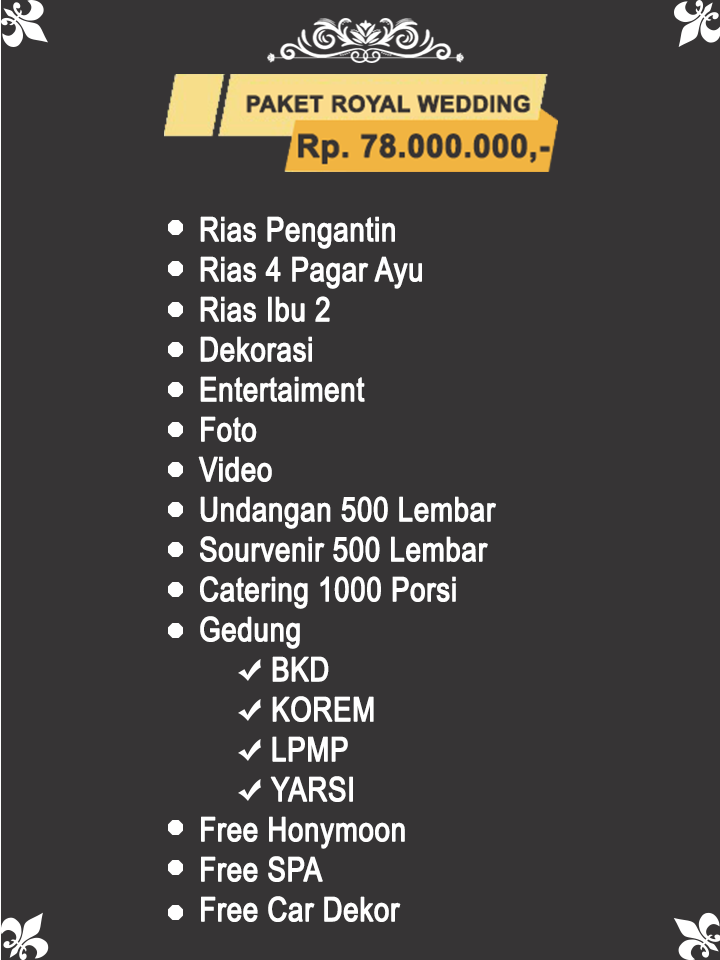 PAKET ROYAL WEDDING
Rp. 78.000.000,-
Rias Pengantin
Rias 4 Pagar Ayu
Rias Ibu 2
Dekorasi
Entertaiment
Foto
Video
Undangan 500 Lembar
Sourvenir 500 Lembar
Catering 1000 Porsi
Gedung
BKD
KOREM
LPMP
YARSI
Free Honymoon
Free SPA
Free Car Dekor